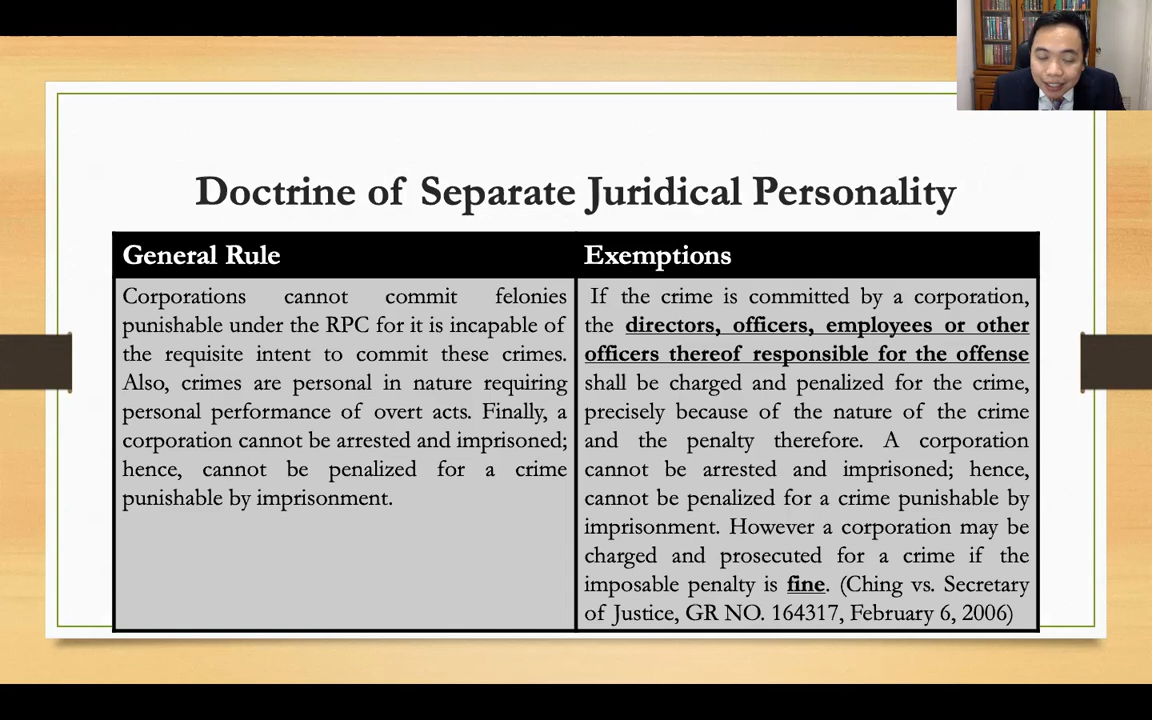 Doctrine of Separate Juridical Personality
General Rule
Corporations cannot commit felonies
punishable under the RPC for it is incapable of
the requisite intent to commit these crimes.
Also, crimes are personal in nature requiring
personal performance of overt acts. Finally, a
corporation cannot be arrested and imprisoned;
hence, cannot be penalized for a crime
punishable by imprisonment.
Exemptions
If the crime is committed by a corporation,
the directors, officers, employees or other
officers thereof responsible for the offense
shall be charged and penalized for the crime,
precisely because of the nature of the crime
and the penalty therefore. A corporation
cannot be arrested and imprisoned; hence,
cannot be penalized for a crime punishable by
imprisonment. However a corporation may be
charged and prosecuted for a crime if the
imposable penalty is fine. (Ching vs. Secretary
of Justice, GR NO. 164317, February 6, 2006)